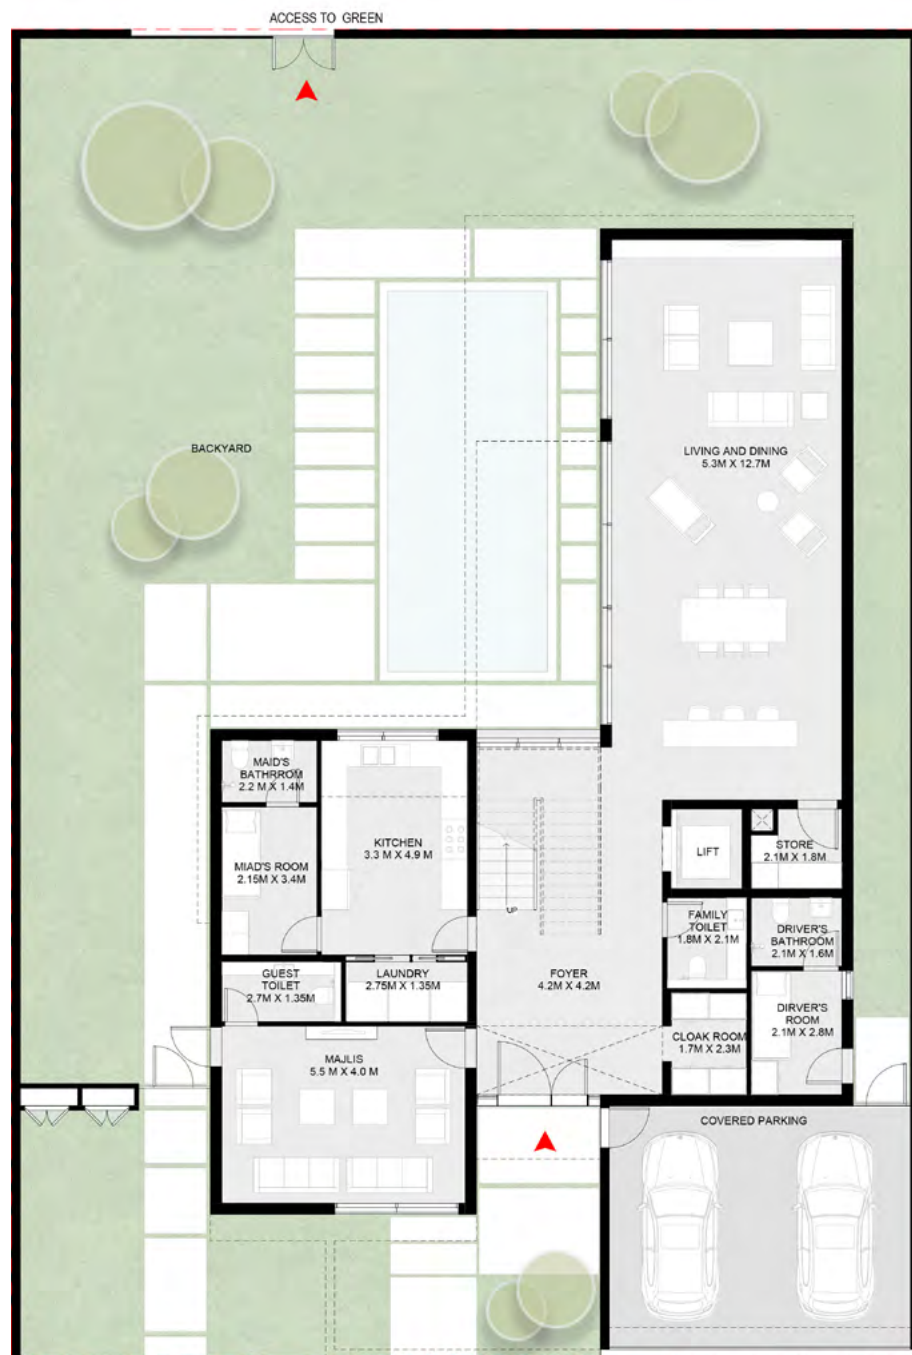 ACCESS TO GREEN
BACKYARD
LIVING AND DINING
5.3M X 12.7M
MAID'S
BATHRROM
2.2 M X 1.4M
KITCHEN
3.3 M X 4.9 M
MIAD'S ROOM
2.15M X 3.4M
UP
LIFT
STORE
2.1M X 1.8M
FAMILY
TOILET
1.8M X 2.1M
DRIVER'S
BATHROOM
2.1M X 1.6M
GUEST
TOILET
2.7M X 1.35M
LAUNDRY
2.75M X 1.35M
FOYER
4.2M X 4.2M
DIRVER'S
ROOM
2.1M X 2.8M
CLOAK ROOM
1.7M X 2.3M
MAJLIS
5.5 M X 4.0 M
COVERED PARKING